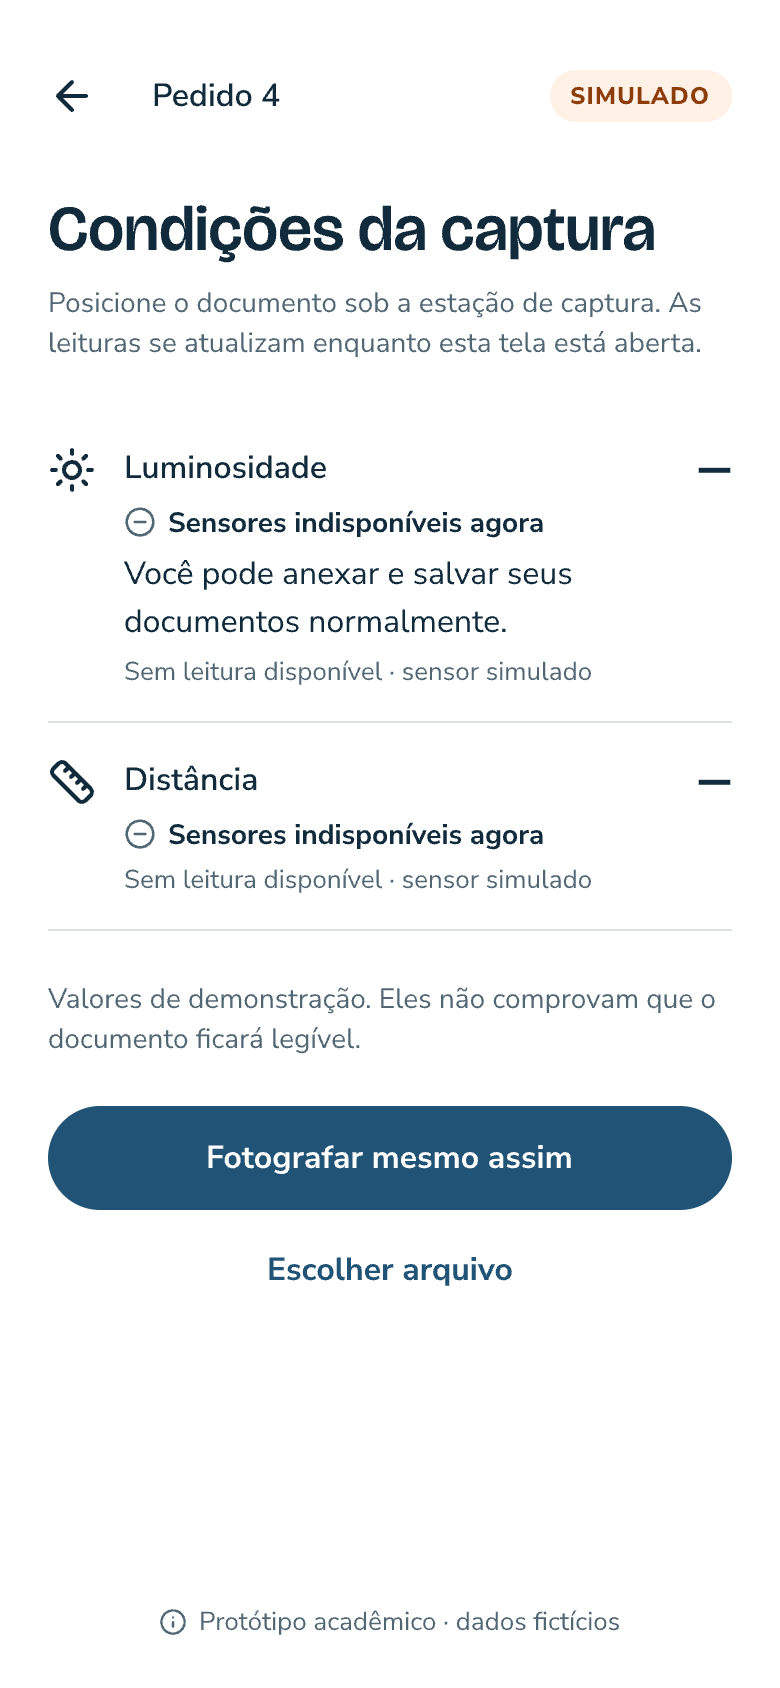 Pedido 4
SIMULADO
Condições da captura
Posicione o documento sob a estação de captura. As
leituras se atualizam enquanto esta tela está aberta.
Luminosidade
—
Sensores indisponíveis agora
Você pode anexar e salvar seus
documentos normalmente.
Sem leitura disponível · sensor simulado
Distância
—
Sensores indisponíveis agora
Sem leitura disponível · sensor simulado
Valores de demonstração. Eles não comprovam que o
documento ficará legível.
Fotografar mesmo assim
Escolher arquivo
Protótipo acadêmico · dados fictícios